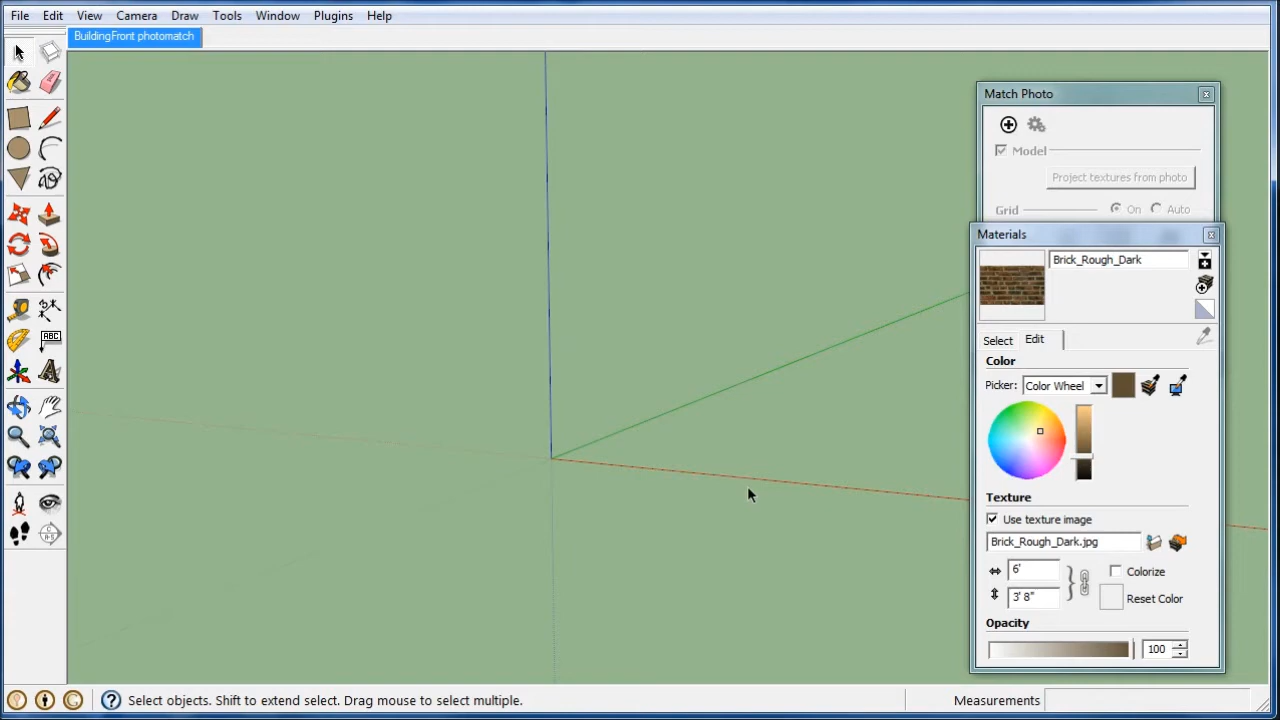 File Edit View Camera Draw Tools Window Plugins Help
BuildingFront photomatch
Match Photo
Model
Project textures from photo
Grid On Auto
Materials
Brick_Rough_Dark
Select Edit
Color
Picker: Color Wheel
Texture
Use texture image
Brick_Rough_Dark.jpg
6' Colorize
3' 8" Reset Color
Opacity
100
ABC
Select objects. Shift to extend select. Drag mouse to select multiple. Measurements